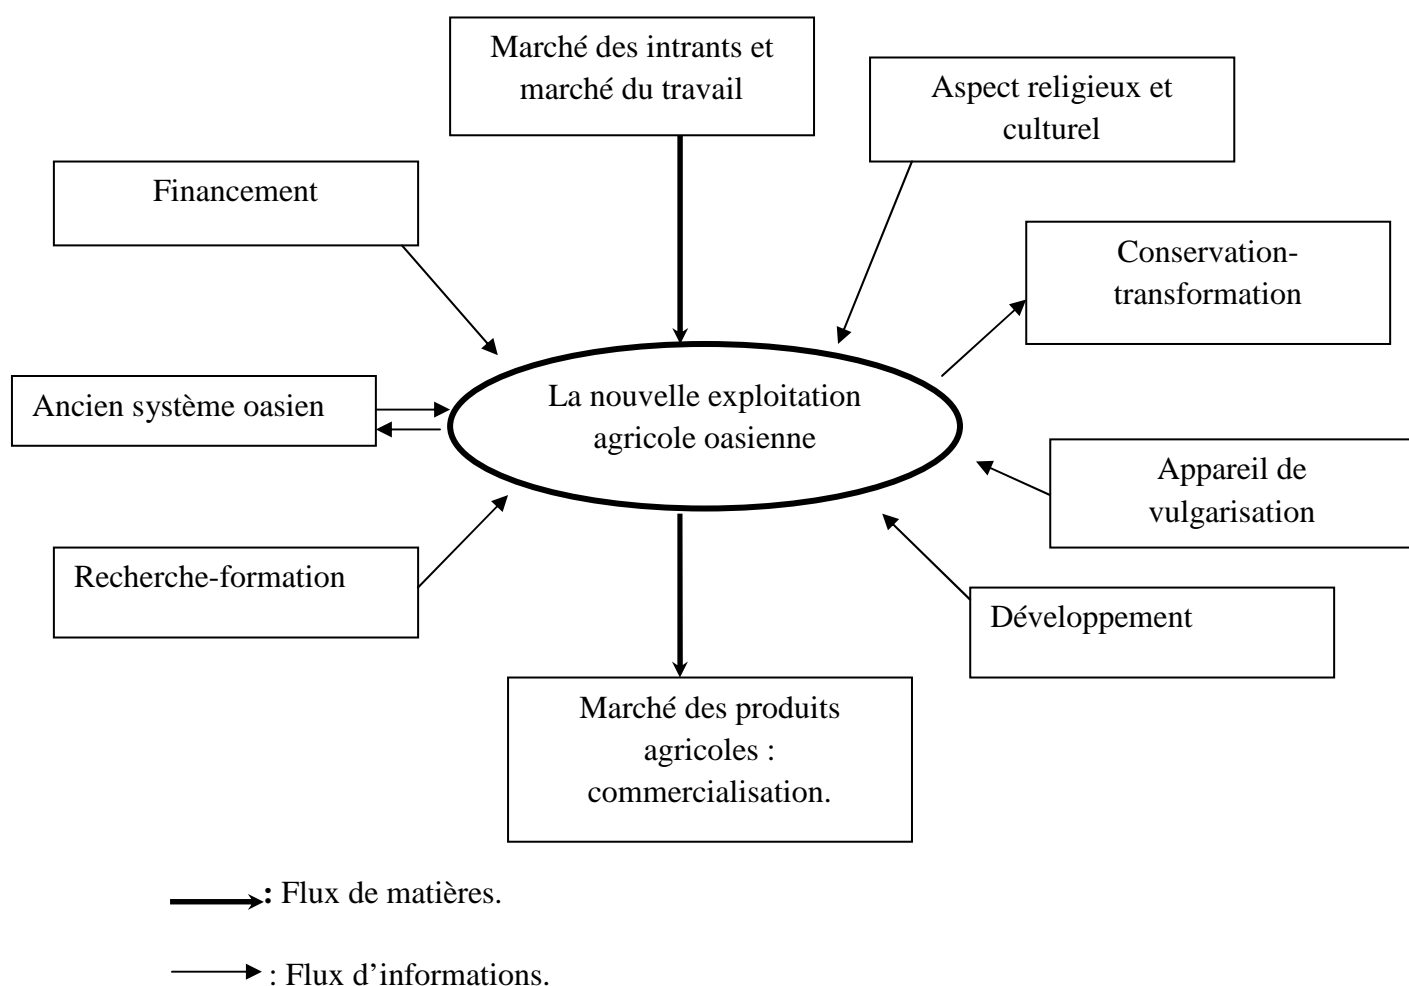 Marché des intrants et
marché du travail
Aspect religieux et
culturel
Financement
Conservation-
transformation
Ancien système oasien
La nouvelle exploitation
agricole oasienne
Appareil de
vulgarisation
Recherche-formation
Développement
Marché des produits
agricoles :
commercialisation.
: Flux de matières.
: Flux d’informations.